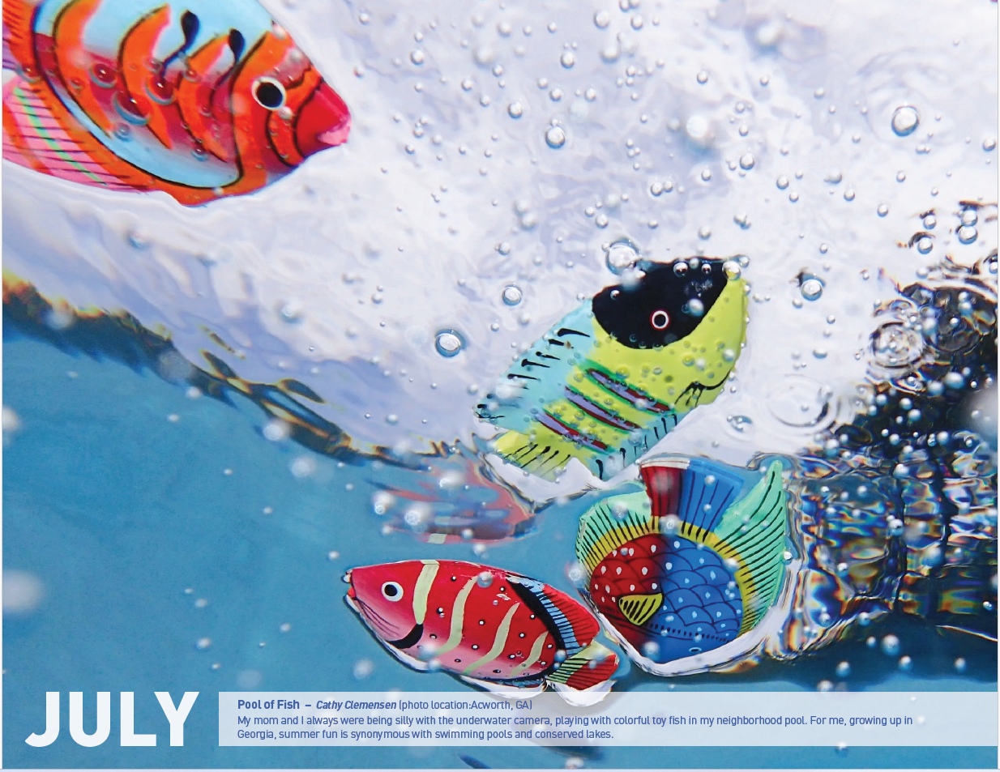 JULY
Pool of Fish – Cathy Clemensen (photo location:Acworth, GA)
My mom and I always were being silly with the underwater camera, playing with colorful toy fish in my neighborhood pool. For me, growing up in
Georgia, summer fun is synonymous with swimming pools and conserved lakes.